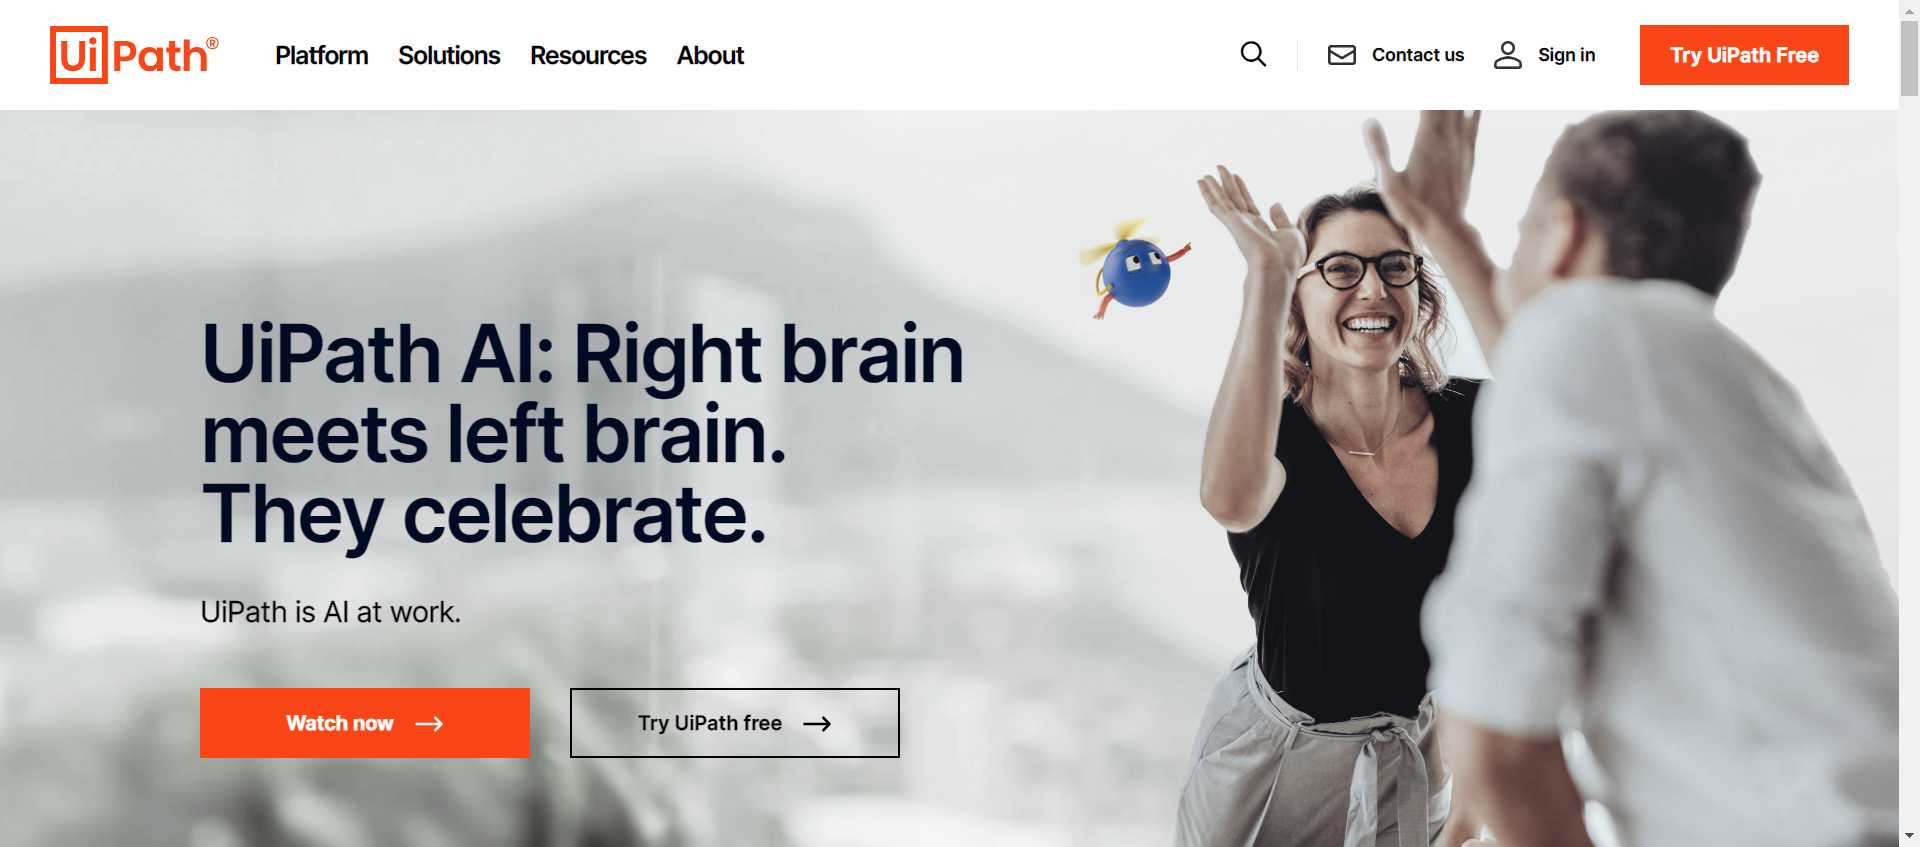 UiPath®
Platform
Solutions
Resources
About
Contact us
Sign in
Try UiPath Free
UiPath AI: Right brain
meets left brain.
They celebrate.
UiPath is AI at work.
Watch now
Try UiPath free